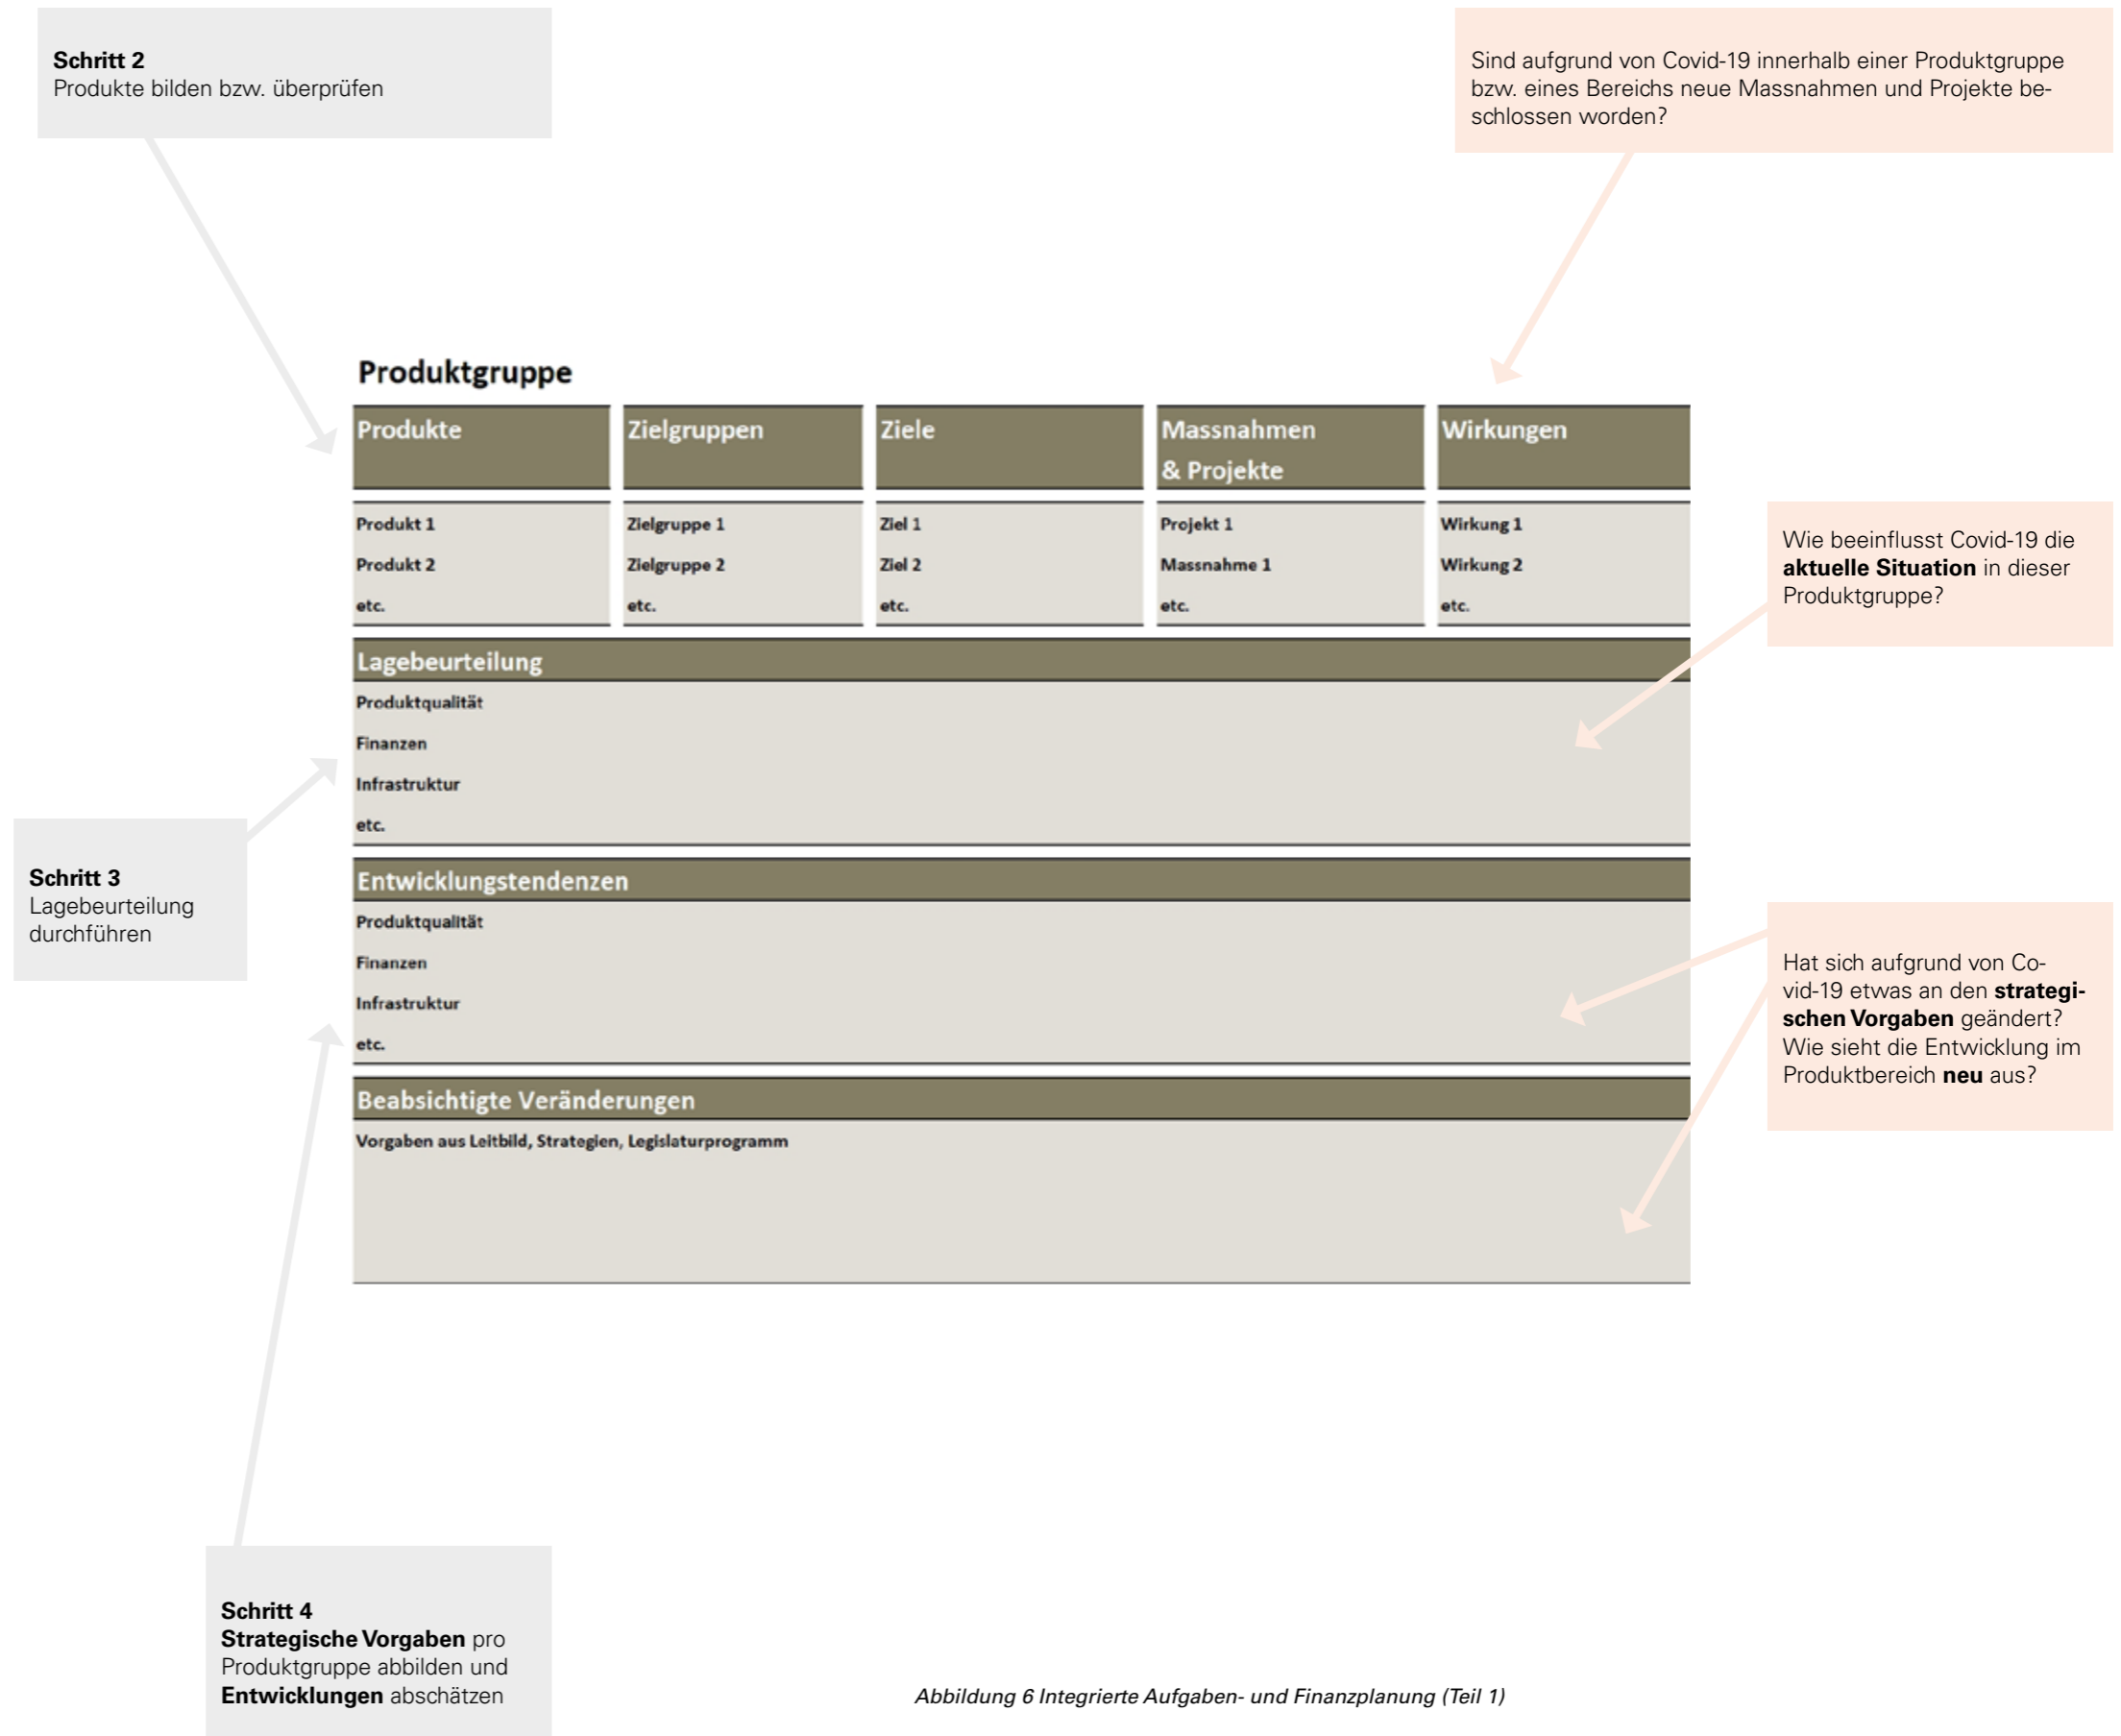 Schritt 2
Produkte bilden bzw. überprüfen
Sind aufgrund von Covid-19 innerhalb einer Produktgruppe
bzw. eines Bereichs neue Massnahmen und Projekte be-
schlossen worden?
Produktgruppe
Produkte Zielgruppen Ziele Massnahmen Wirkungen
& Projekte
Produkt 1 Zielgruppe 1 Ziel 1 Projekt 1 Wirkung 1
Produkt 2 Zielgruppe 2 Ziel 2 Massnahme 1 Wirkung 2
etc. etc. etc. etc. etc.
Wie beeinflusst Covid-19 die
aktuelle Situation in dieser
Produktgruppe?
Lagebeurteilung
Produktqualität
Finanzen
Infrastruktur
etc.
Schritt 3
Lagebeurteilung
durchführen
Entwicklungstendenzen
Produktqualität
Finanzen
Infrastruktur
etc.
Hat sich aufgrund von Co-
vid-19 etwas an den strategi-
schen Vorgaben geändert?
Wie sieht die Entwicklung im
Produktbereich neu aus?
Beabsichtigte Veränderungen
Vorgaben aus Leitbild, Strategien, Legislaturprogramm
Schritt 4
Strategische Vorgaben pro
Produktgruppe abbilden und
Entwicklungen abschätzen
Abbildung 6 Integrierte Aufgaben- und Finanzplanung (Teil 1)